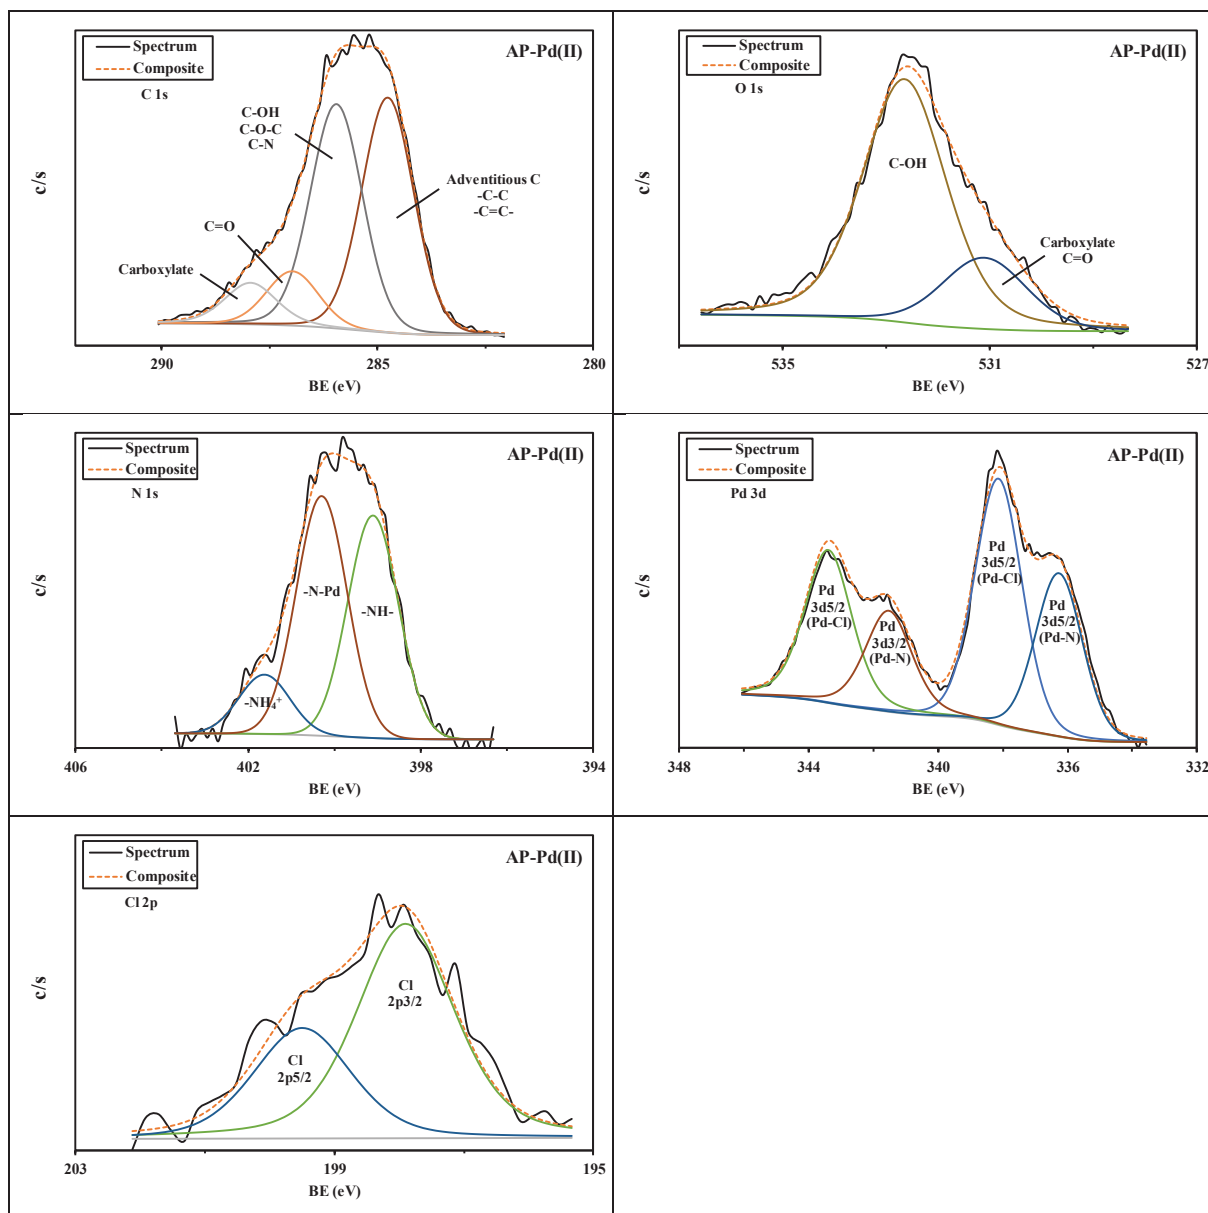 Spectrum
Composite
C 1s
AP-Pd(II)
C-OH
C-O-C
C-N
Adventitious C
-C-C
-C=C-
C=O
Carboxylate
c/s
290
285
280
BE (eV)
Spectrum
Composite
O 1s
AP-Pd(II)
C-OH
Carboxylate
C=O
c/s
535
531
527
BE (eV)
Spectrum
Composite
N 1s
AP-Pd(II)
-N-Pd
-NH-
-NH₄⁺
c/s
406
402
398
394
BE (eV)
Spectrum
Composite
Pd 3d
AP-Pd(II)
Pd
3d5/2
(Pd-Cl)
Pd
3d3/2
(Pd-N)
Pd
3d5/2
(Pd-Cl)
Pd
3d5/2
(Pd-N)
c/s
348
344
340
336
332
BE (eV)
Spectrum
Composite
Cl 2p
AP-Pd(II)
Cl
2p3/2
Cl
2p5/2
c/s
203
199
195
BE (eV)